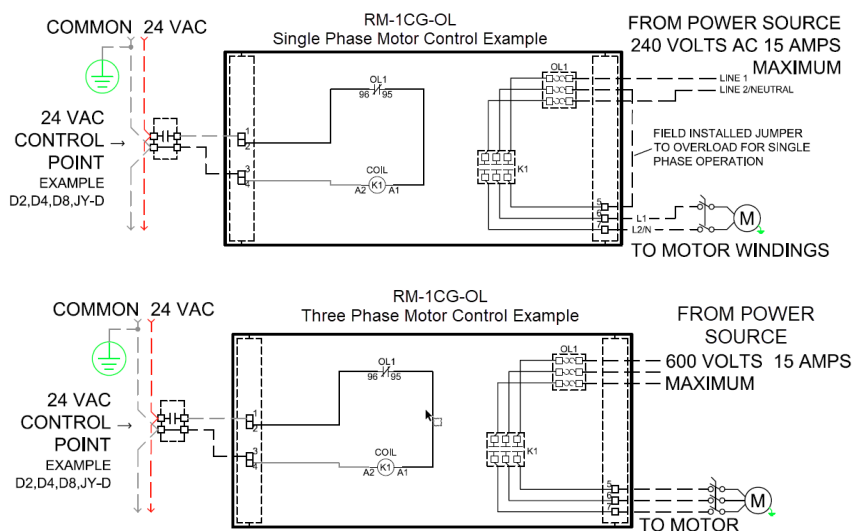 COMMON 24 VAC
RM-1CG-OL
Single Phase Motor Control Example
FROM POWER SOURCE
240 VOLTS AC 15 AMPS
MAXIMUM
OL1
LINE 1
LINE 2/NEUTRAL
OL1
96 95
24 VAC
CONTROL
POINT
EXAMPLE
D2,D4,D8,JY-D
1
2
3
4
COIL
A2 K1 A1
K1
FIELD INSTALLED JUMPER
TO OVERLOAD FOR SINGLE
PHASE OPERATION
5
6
7
L1
L2/N
M
TO MOTOR WINDINGS
COMMON 24 VAC
RM-1CG-OL
Three Phase Motor Control Example
FROM POWER
SOURCE
600 VOLTS 15 AMPS
MAXIMUM
OL1
OL1
96 95
24 VAC
CONTROL
POINT
EXAMPLE
D2,D4,D8,JY-D
1
2
3
4
COIL
A2 K1 A1
K1
5
6
7
M
TO MOTOR